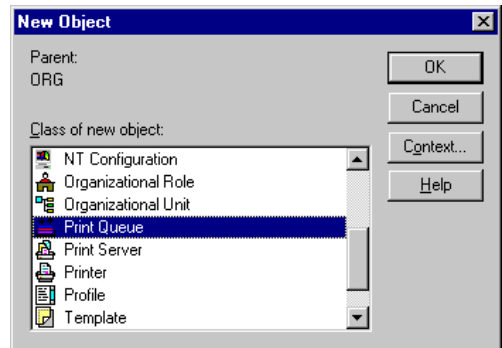 New Object
Parent:
ORG
OK
Cancel
Context...
Help
Class of new object:
NT Configuration
Organizational Role
Organizational Unit
Print Queue
Print Server
Printer
Profile
Template